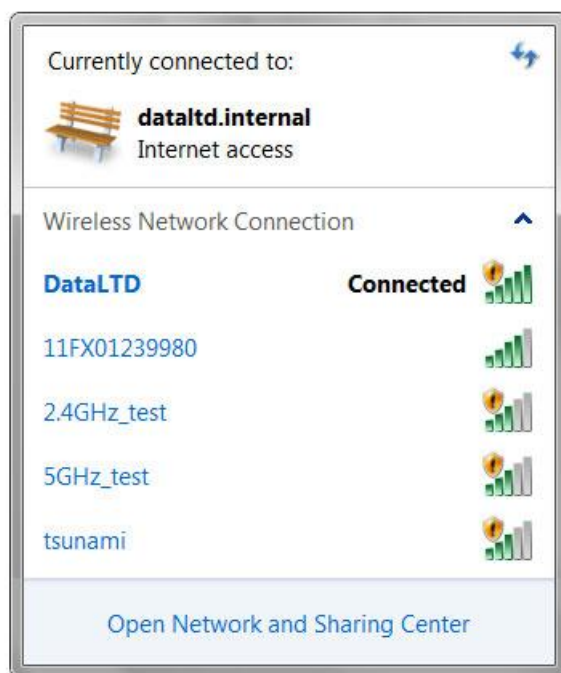 Currently connected to:
dataltd.internal
Internet access
Wireless Network Connection
DataLTD Connected
11FX01239980
2.4GHz_test
5GHz_test
tsunami
Open Network and Sharing Center